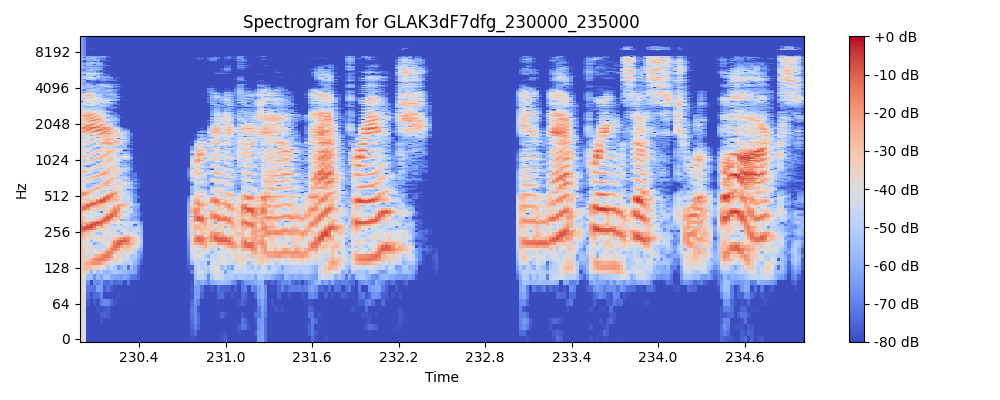 Spectrogram for GLAK3dF7dfg_230000_235000
Hz
8192
4096
2048
1024
512
256
128
64
0
230.4 231.0 231.6 232.2 232.8 233.4 234.0 234.6
Time
+0 dB
-10 dB
-20 dB
-30 dB
-40 dB
-50 dB
-60 dB
-70 dB
-80 dB